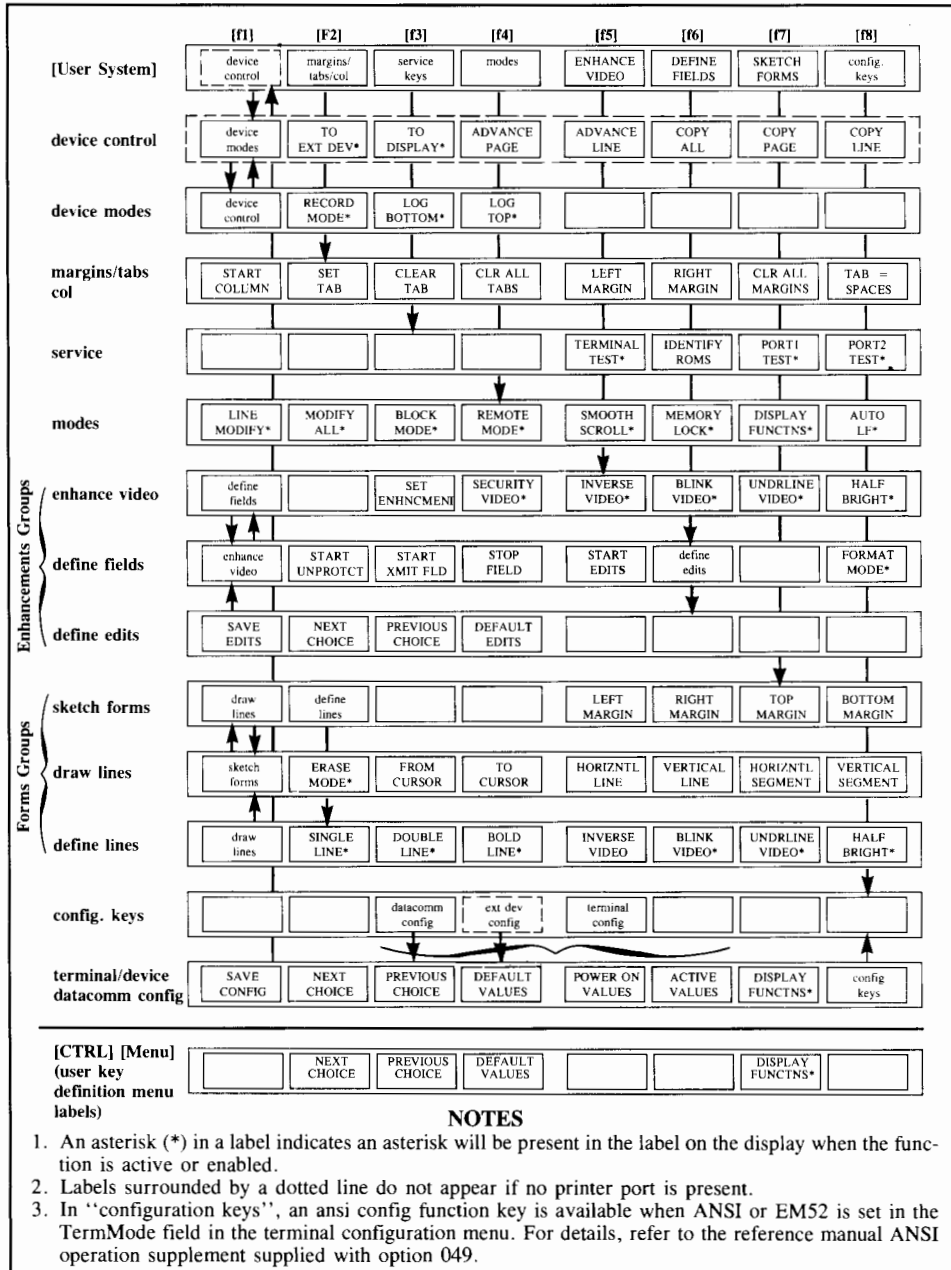 [f1] [F2] [f3] [f4] [f5] [f6] [f7] [f8]
[User System]
device control
margins/ tabs/col
service keys
modes
ENHANCE VIDEO
DEFINE FIELDS
SKETCH FORMS
config. keys
device control
device modes
TO EXT DEV*
TO DISPLAY*
ADVANCE PAGE
ADVANCE LINE
COPY ALL
COPY PAGE
COPY LINE
device modes
device control
RECORD MODE*
LOG BOTTOM*
LOG TOP*
margins/tabs col
START COLUMN
SET TAB
CLEAR TAB
CLR ALL TABS
LEFT MARGIN
RIGHT MARGIN
CLR ALL MARGINS
TAB = SPACES
service
TERMINAL TEST*
IDENTIFY ROMS
PORT1 TEST*
PORT2 TEST*
modes
LINE MODIFY*
MODIFY ALL*
BLOCK MODE*
REMOTE MODE*
SMOOTH SCROLL*
MEMORY LOCK*
DISPLAY FUNCTNS*
AUTO LF*
Enhancements Groups
enhance video
define fields
SET ENHNCMENT
SECURITY VIDEO*
INVERSE VIDEO*
BLINK VIDEO*
UNDRLINE VIDEO*
HALF BRIGHT*
define fields
enhance video
START UNPROTCT
START XMIT FLD
STOP FIELD
START EDITS
define edits
FORMAT MODE*
define edits
SAVE EDITS
NEXT CHOICE
PREVIOUS CHOICE
DEFAULT EDITS
Forms Groups
sketch forms
draw lines
define lines
LEFT MARGIN
RIGHT MARGIN
TOP MARGIN
BOTTOM MARGIN
draw lines
sketch forms
ERASE MODE*
FROM CURSOR
TO CURSOR
HORIZNTL LINE
VERTICAL LINE
HORIZNTL SEGMENT
VERTICAL SEGMENT
define lines
draw lines
SINGLE LINE*
DOUBLE LINE*
BOLD LINE*
INVERSE VIDEO
BLINK VIDEO*
UNDRLINE VIDEO*
HALF BRIGHT*
config. keys
datacomm config
ext dev config
terminal config
terminal/device
datacomm config
SAVE CONFIG
NEXT CHOICE
PREVIOUS CHOICE
DEFAULT VALUES
POWER ON VALUES
ACTIVE VALUES
DISPLAY FUNCTNS*
config keys
[CTRL] [Menu]
(user key
definition menu
labels)
NEXT CHOICE
PREVIOUS CHOICE
DEFAULT VALUES
DISPLAY FUNCTNS*
NOTES
1. An asterisk (*) in a label indicates an asterisk will be present in the label on the display when the func-
tion is active or enabled.
2. Labels surrounded by a dotted line do not appear if no printer port is present.
3. In "configuration keys", an ansi config function key is available when ANSI or EM52 is set in the
TermMode field in the terminal configuration menu. For details, refer to the reference manual ANSI
operation supplement supplied with option 049.